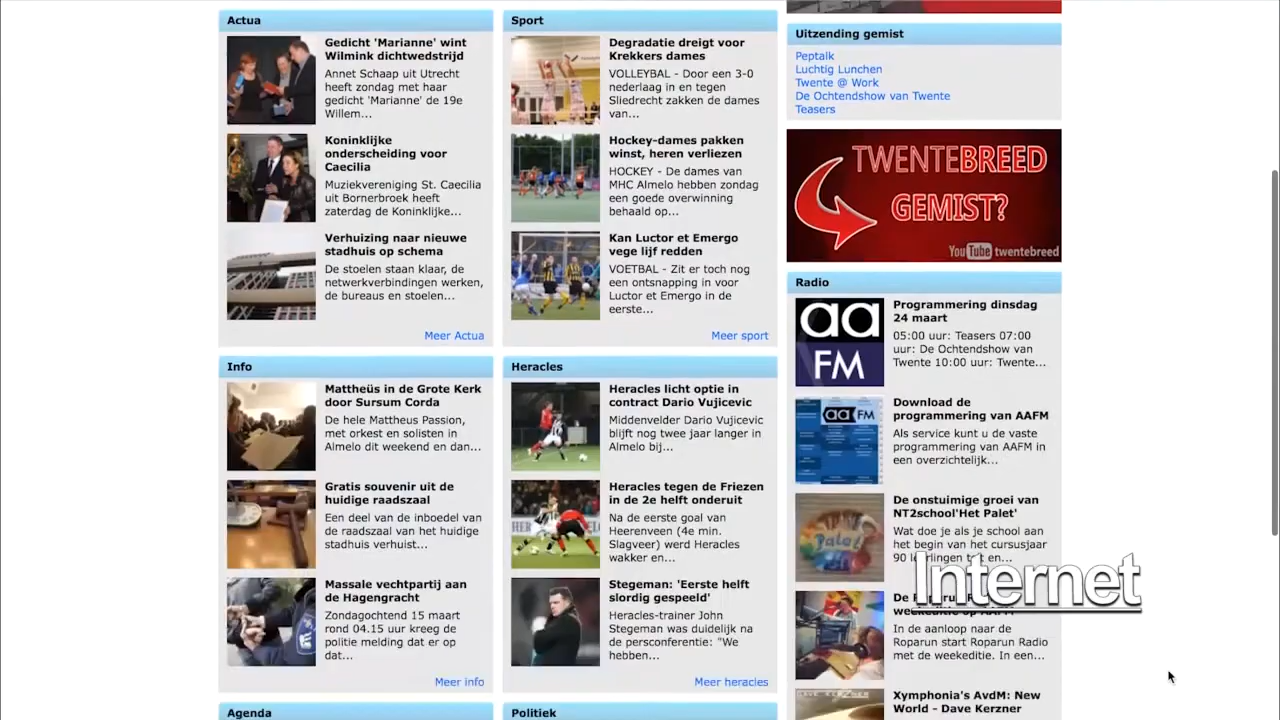 Actua
Gedicht 'Marianne' wint
Wilmink dichtwedstrijd
Annet Schaap uit Utrecht
heeft zondag met haar
gedicht 'Marianne' de 19e
Willem...
Koninklijke
onderscheiding voor
Caecilia
Muziekvereniging St. Caecilia
uit Bornerbroek heeft
zaterdag de Koninklijke...
Verhuizing naar nieuwe
stadhuis op schema
De stoelen staan klaar, de
netwerkverbindingen werken,
de bureaus en stoelen...
Meer Actua
Sport
Degradatie dreigt voor
Krekkers dames
VOLLEYBAL - Door een 3-0
nederlaag in en tegen
Sliedrecht zakken de dames
van...
Hockey-dames pakken
winst, heren verliezen
HOCKEY - De dames van
MHC Almelo hebben zondag
een goede overwinning
behaald op...
Kan Luctor et Emergo
vege lijf redden
VOETBAL - Zit er toch nog
een ontsnapping in voor
Luctor et Emergo in de
eerste...
Meer sport
Uitzending gemist
Peptalk
Luchtig Lunchen
Twente @ Work
De Ochtendshow van Twente
Teasers
TWENTEBREED
GEMIST?
YouTube twentebreed
Info
Mattheüs in de Grote Kerk
door Sursum Corda
De hele Mattheus Passion,
met orkest en solisten in
Almelo dit weekend en dan...
Gratis souvenir uit de
huidige raadszaal
Een deel van de inboedel van
de raadszaal van het huidige
stadhuis verhuist...
Massale vechtpartij aan
de Hagengracht
Zondagochtend 15 maart
rond 04.15 uur kreeg de
politie melding dat er op
dat...
Meer info
Heracles
Heracles licht optie in
contract Dario Vujicevic
Middenvelder Dario Vujicevic
blijft nog twee jaar langer in
Almelo bij...
Heracles tegen de Friezen
in de 2e helft onderuit
Na de eerste goal van
Heerenveen (4e min.
Slagveer) werd Heracles
wakker en...
Stegeman: 'Eerste helft
slordig gespeeld'
Heracles-trainer John
Stegeman was duidelijk na
de persconferentie: "We
hebben...
Meer heracles
Radio
aa
FM
Programmering dinsdag
24 maart
05:00 uur: Teasers 07:00
uur: De Ochtendshow van
Twente 10:00 uur: Twente...
aa FM
Download de
programmering van AAFM
Als service kunt u de vaste
programmering van AAFM in
een overzichtelijk...
Palet
De onstuimige groei van
NT2school'Het Palet'
Wat doe je als je school aan
het begin van het cursusjaar
90 leerlingen telt en...
Internet
De Roparun Radio
weekeditie op AAFM
In de aanloop naar de
Roparun start Roparun Radio
met de weekeditie. In een...
DAVE KERZNER
Xymphonia's AvdM: New
World - Dave Kerzner
Agenda
Politiek